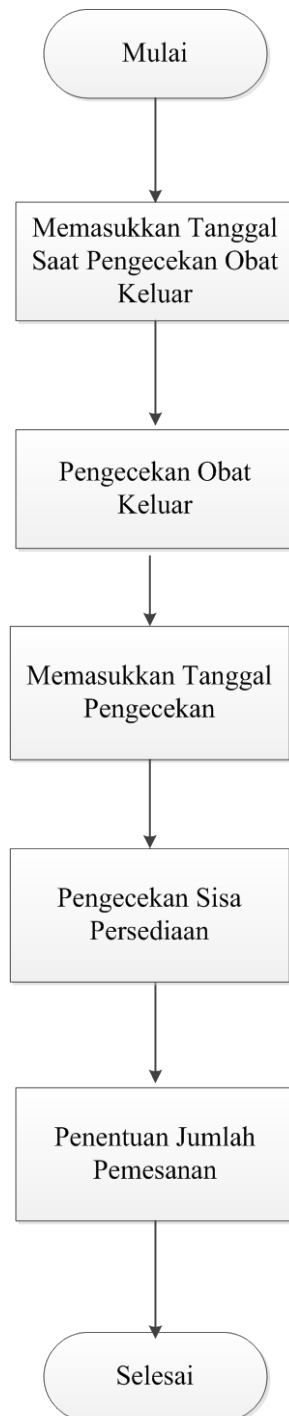 Mulai
Memasukkan Tanggal
Saat Pengecekan Obat
Keluar
Pengecekan Obat
Keluar
Memasukkan Tanggal
Pengecekan
Pengecekan Sisa
Persediaan
Penentuan Jumlah
Pemesanan
Selesai